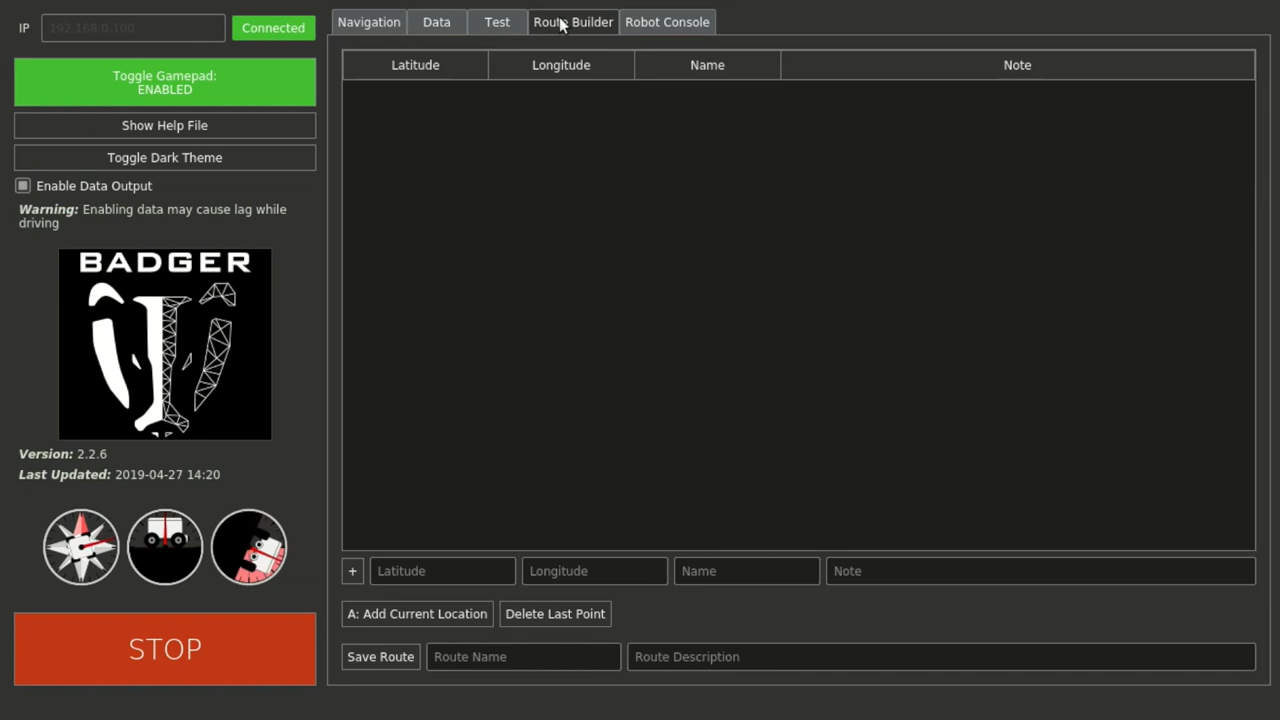 IP 192.168.0.100 Connected
Toggle Gamepad:
ENABLED
Show Help File
Toggle Dark Theme
Enable Data Output
Warning: Enabling data may cause lag while
driving
BADGER
Version: 2.2.6
Last Updated: 2019-04-27 14:20
STOP
Navigation Data Test Route Builder Robot Console
Latitude Longitude Name Note
+ Latitude Longitude Name Note
A: Add Current Location Delete Last Point
Save Route Route Name Route Description